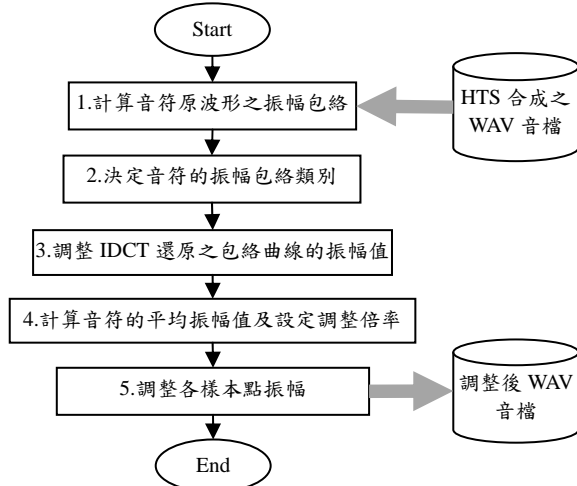 Start
1.計算音符原波形之振幅包絡
HTS 合成之
WAV 音檔
2.決定音符的振幅包絡類別
3.調整 IDCT 還原之包絡曲線的振幅值
4.計算音符的平均振幅值及設定調整倍率
5.調整各樣本點振幅
調整後 WAV
音檔
End